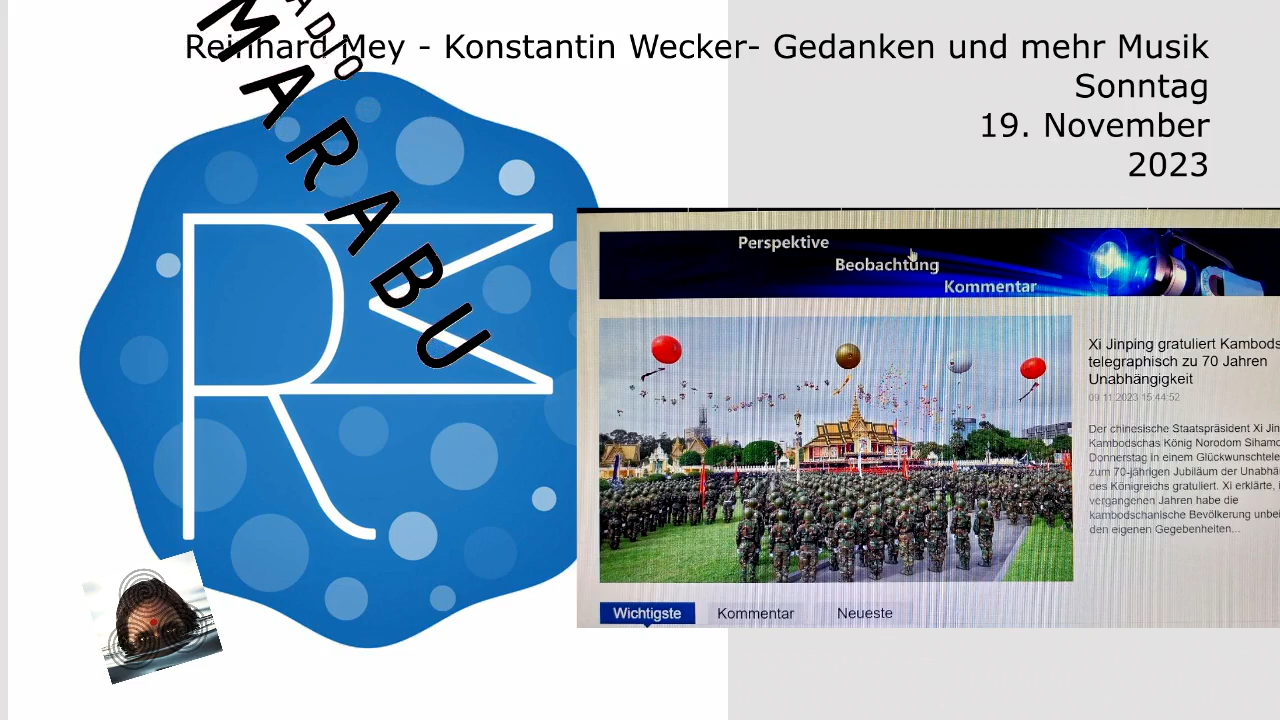 Reinhard Mey - Konstantin Wecker- Gedanken und mehr Musik
Sonntag
19. November
2023
ADIO
MARABU
R
Perspektive
Beobachtung
Kommentar
Xi Jinping gratuliert Kambods
telegraphisch zu 70 Jahren
Unabhängigkeit
09.11.2023 15:44:52
Der chinesische Staatspräsident Xi Jin
Kambodschas König Norodom Siham
Donnerstag in einem Glückwunschtele
zum 70-jährigen Jubiläum der Unabhä
des Königreichs gratuliert. Xi erklärte, i
vergangenen Jahren habe die
kambodschanische Bevölkerung unbei
den eigenen Gegebenheiten...
Wichtigste
Kommentar
Neueste